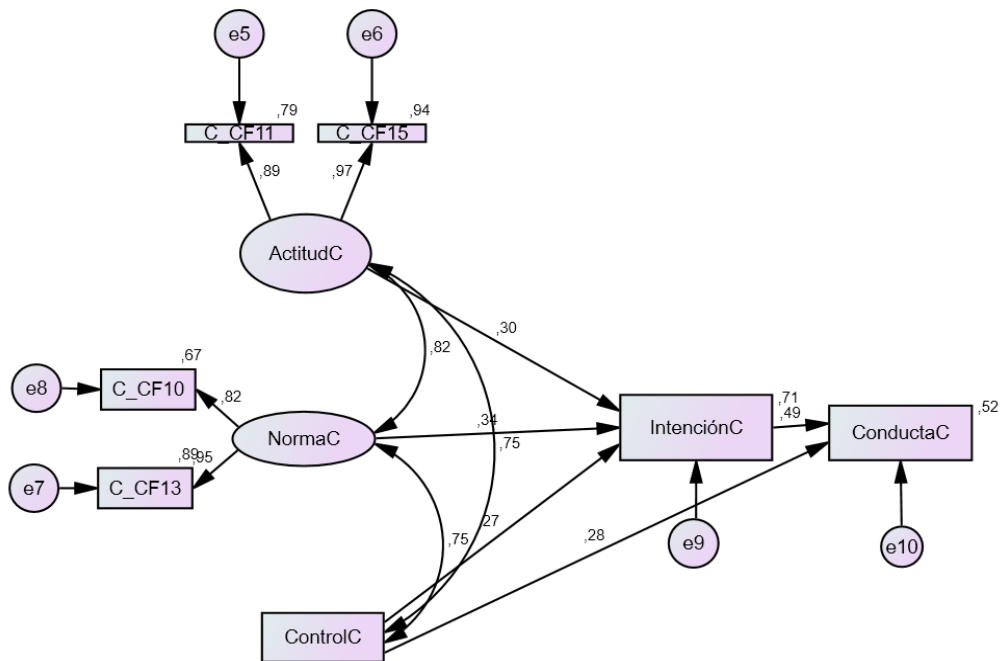 e5
e6
,79
,94
C_CF11
C_CF15
,89
,97
ActitudC
,30
,82
,67
e8
C_CF10
,82
,71
,52
,34
,49
NormaC
IntenciónC
ConductaC
,75
,89
,95
e7
C_CF13
,27
,28
,75
e9
e10
ControlC